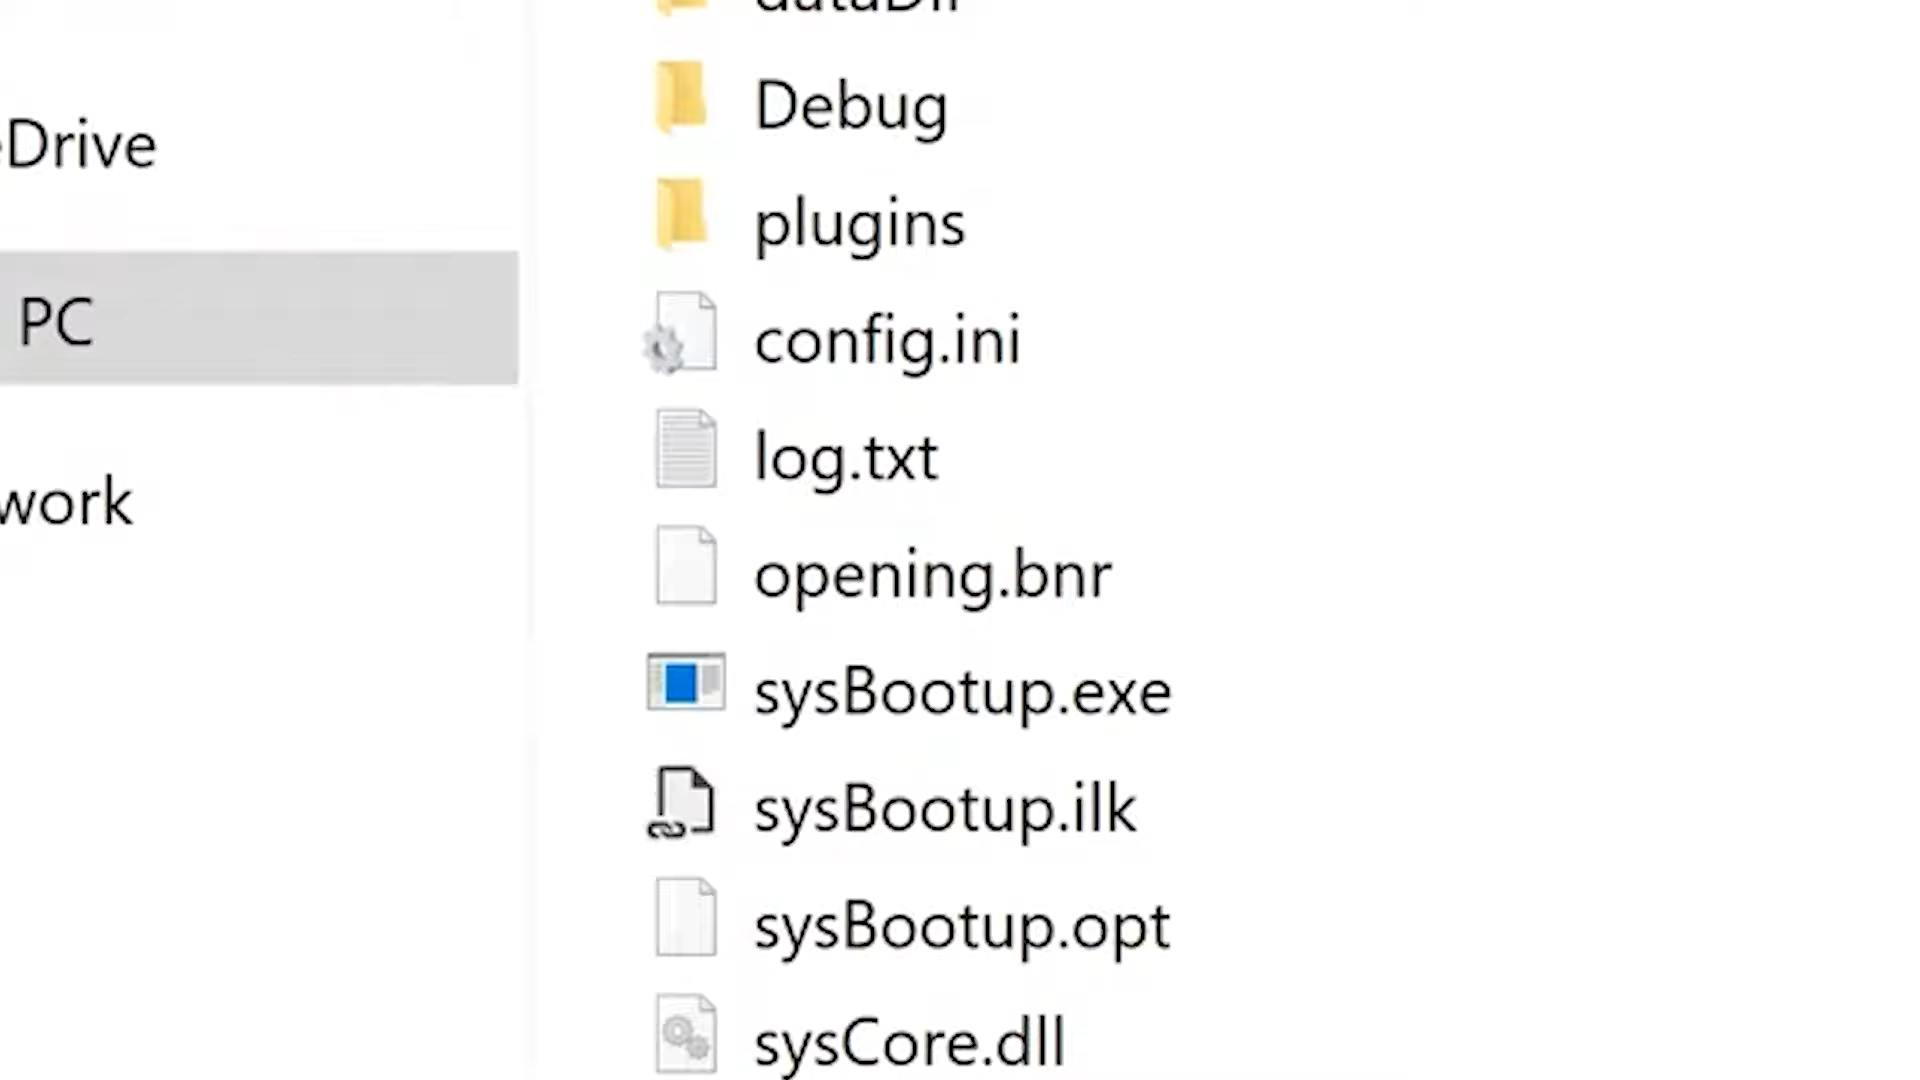 Drive
PC
work
Debug
plugins
config.ini
log.txt
opening.bnr
sysBootup.exe
sysBootup.ilk
sysBootup.opt
sysCore.dll